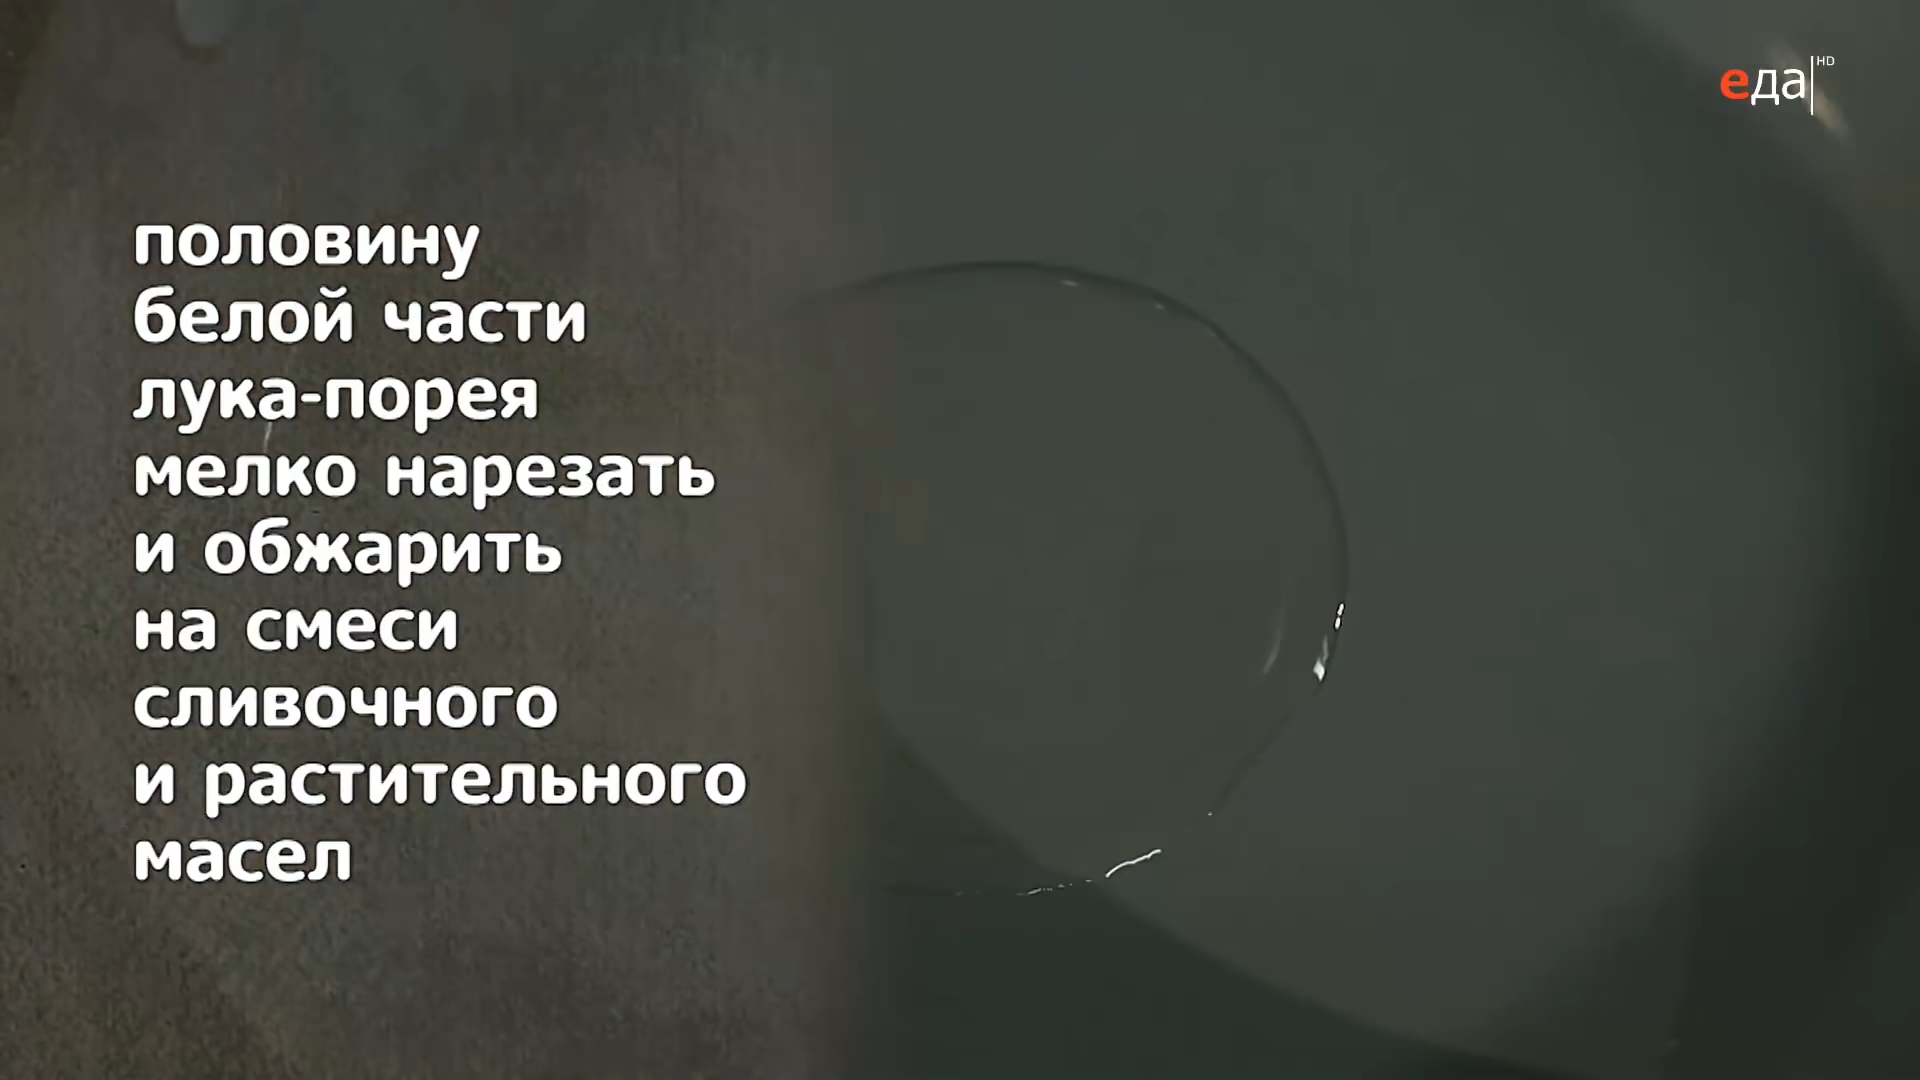 еда HD
половину
белой части
лука-порея
мелко нарезать
и обжарить
на смеси
сливочного
и растительного
масел